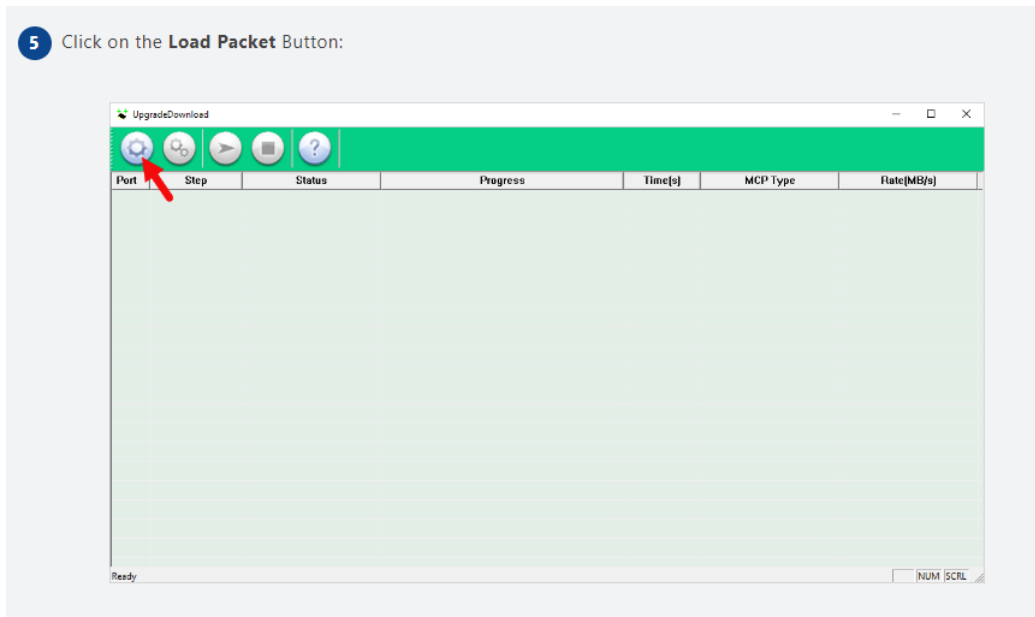 5 Click on the Load Packet Button:
UpgradeDownload
?
Port Step Status Progress Time(s) MCP Type Rate(MB/s)
Ready NUM SCRL